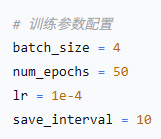 # 训练参数配置
batch_size = 4
num_epochs = 50
lr = 1e-4
save_interval = 10